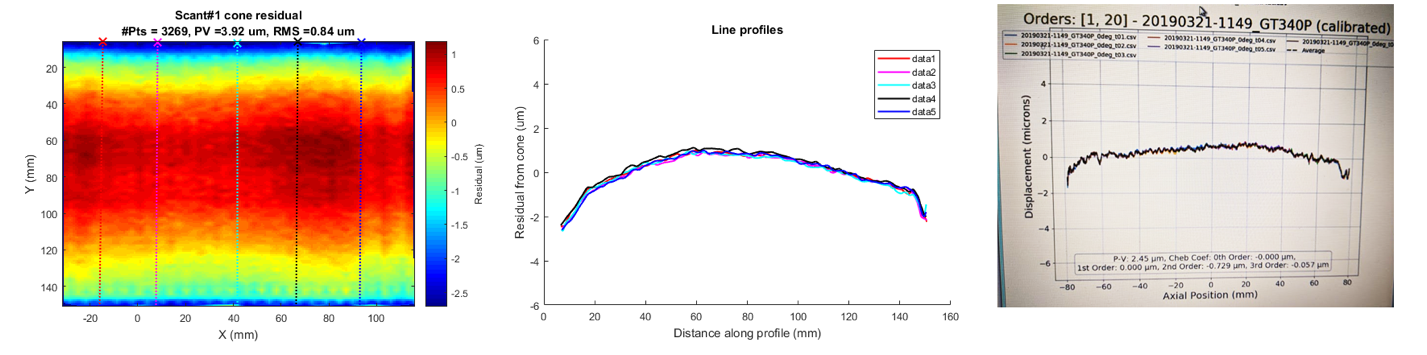 Scant#1 cone residual
#Pts = 3269, PV =3.92 um, RMS =0.84 um
20
40
60
80
100
120
140
Y (mm)
-20
0
20
40
60
80
100
X (mm)
1
0.5
0
-0.5
-1
-1.5
-2
-2.5
Residual (um)
Line profiles
6
4
2
0
-2
-4
-6
Residual from cone (um)
0
20
40
60
80
100
120
140
160
Distance along profile (mm)
data1
data2
data3
data4
data5
Orders: [1, 20] - 20190321-1149_GT340P (calibrated)
20190321-1149_GT340P_0deg_t01.csv
20190321-1149_GT340P_0deg_t02.csv
20190321-1149_GT340P_0deg_t03.csv
20190321-1149_GT340P_0deg_t04.csv
20190321-1149_GT340P_0deg_t05.csv
Average
4
2
0
−2
−4
−6
Displacement (microns)
P-V: 2.45 μm, Cheb Coef: 0th Order: -0.000 μm,
1st Order: 0.000 μm, 2nd Order: -0.729 μm, 3rd Order: -0.057 μm
−80
−60
−40
−20
0
20
40
60
80
Axial Position (mm)